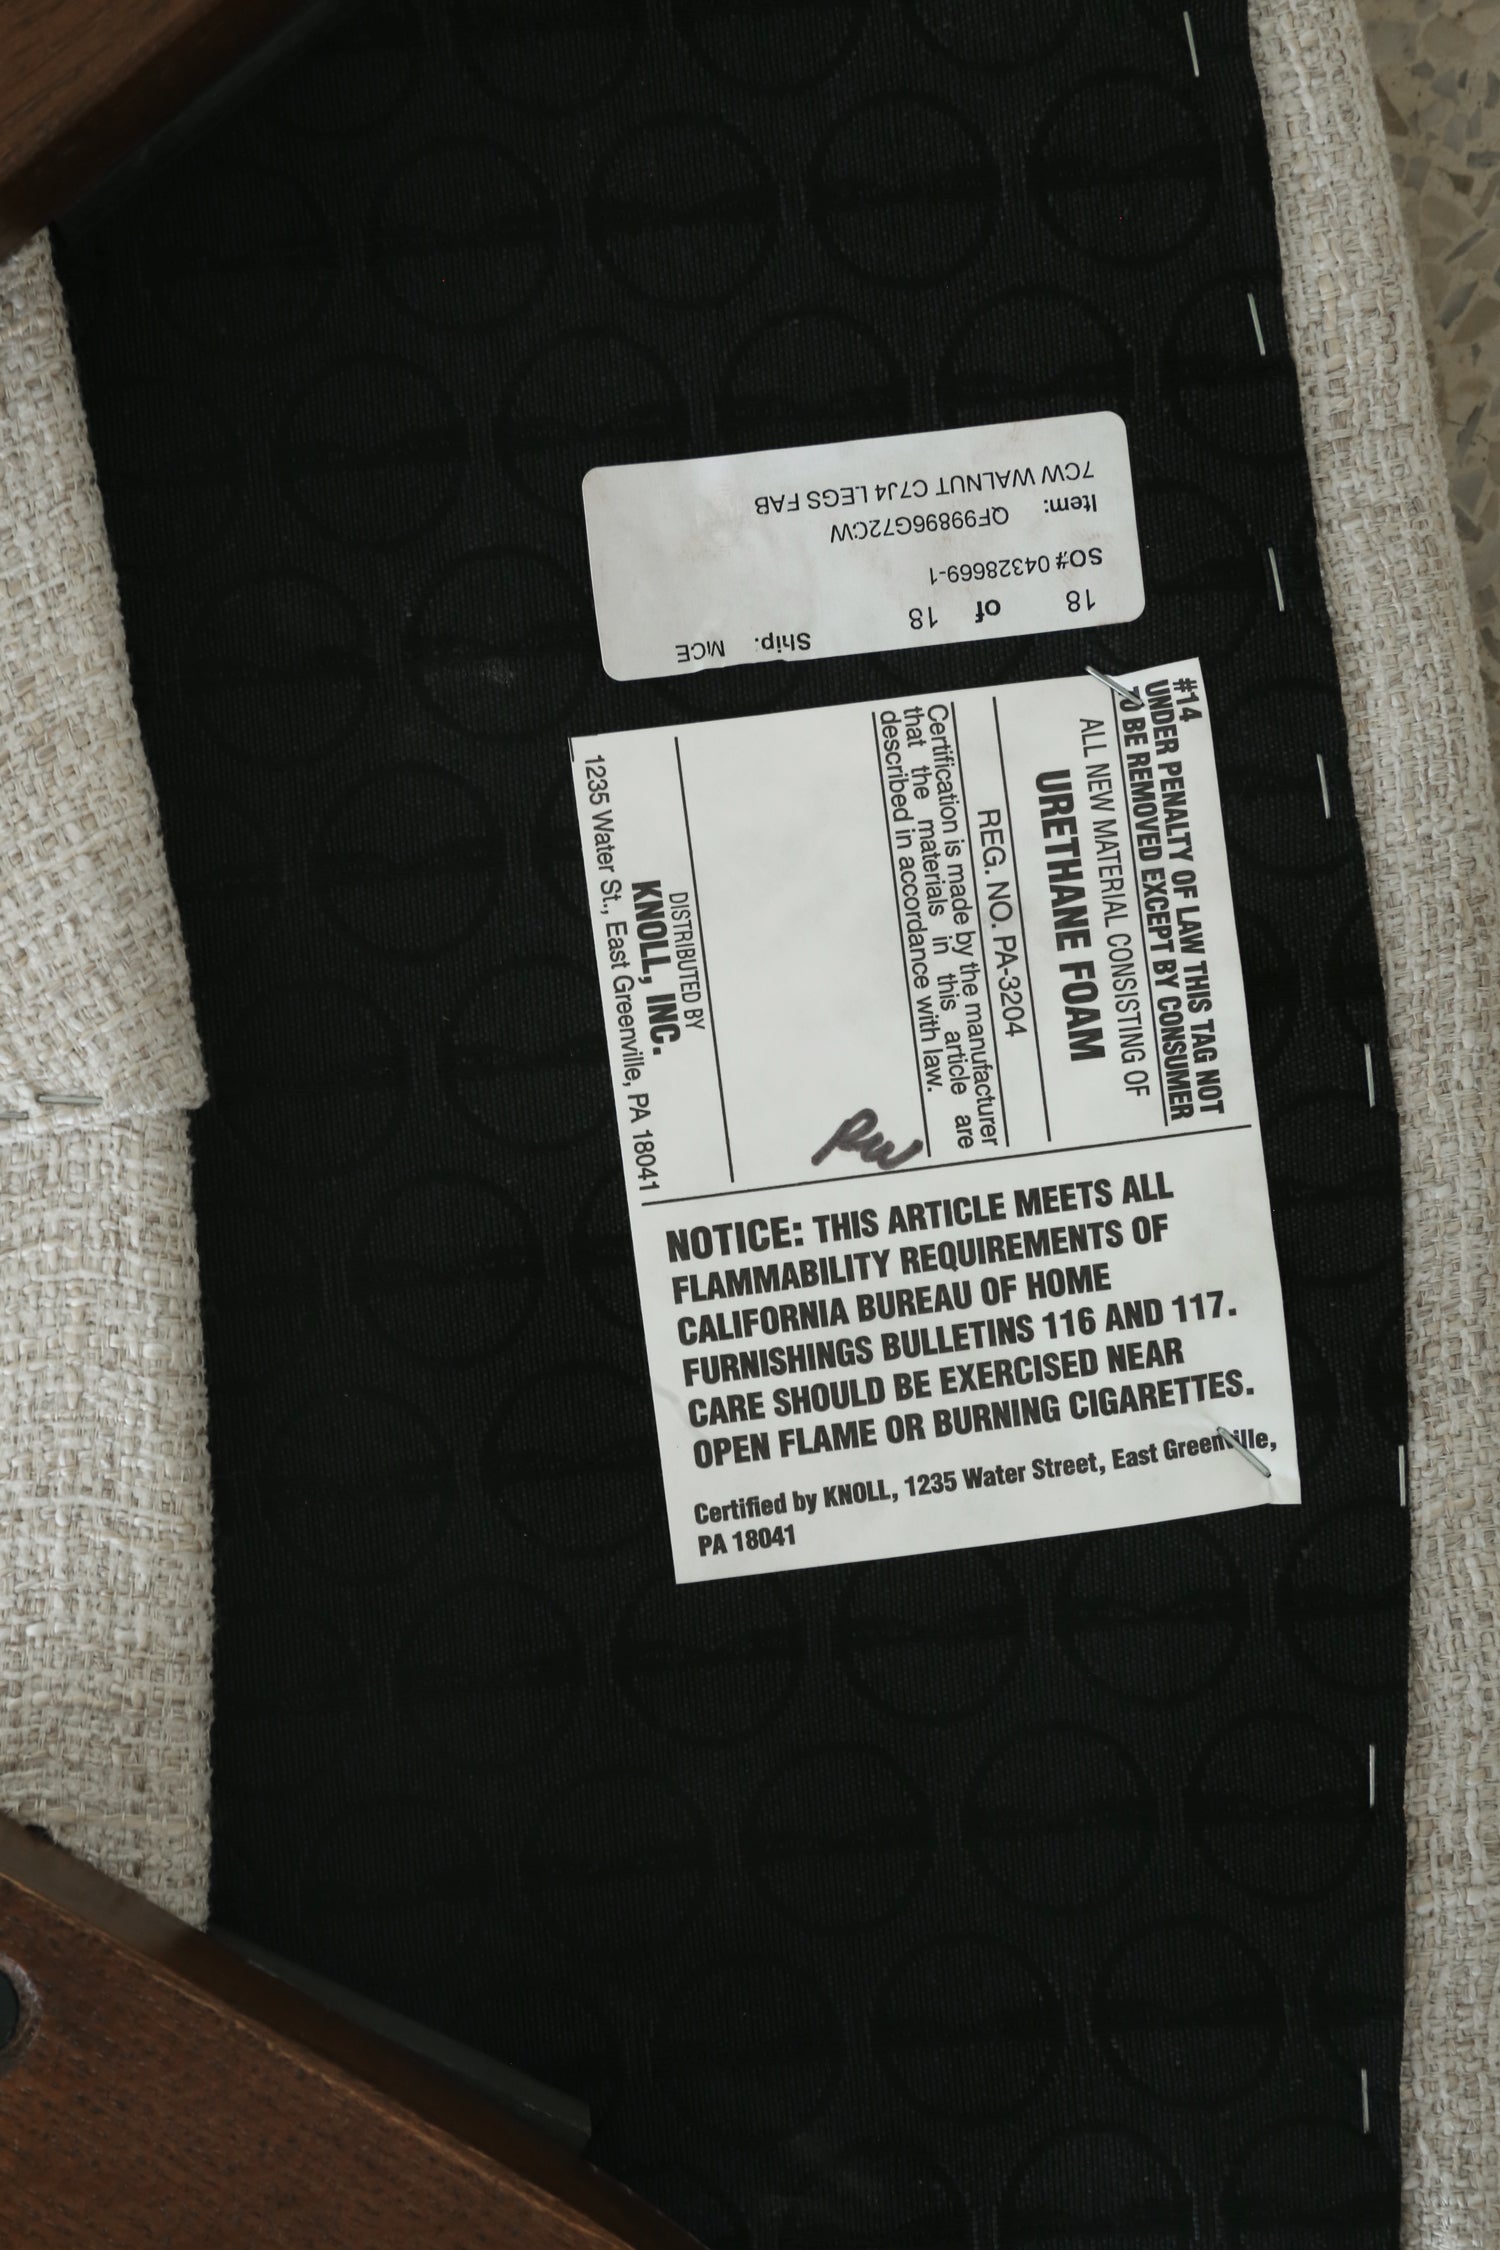 18 of 18 Ship. MCE
SO# 04328669-1
Item: QF99896G72CW
7CW WALNUT C7J4 LEGS FAB
#14
UNDER PENALTY OF LAW THIS TAG NOT
TO BE REMOVED EXCEPT BY CONSUMER
ALL NEW MATERIAL CONSISTING OF
URETHANE FOAM
REG. NO. PA-3204
Certification is made by the manufacturer
that the materials in this article are
described in accordance with law.
RW
DISTRIBUTED BY
KNOLL, INC.
1235 Water St., East Greenville, PA 18041
NOTICE: THIS ARTICLE MEETS ALL
FLAMMABILITY REQUIREMENTS OF
CALIFORNIA BUREAU OF HOME
FURNISHINGS BULLETINS 116 AND 117.
CARE SHOULD BE EXERCISED NEAR
OPEN FLAME OR BURNING CIGARETTES.
Certified by KNOLL, 1235 Water Street, East Greenville,
PA 18041